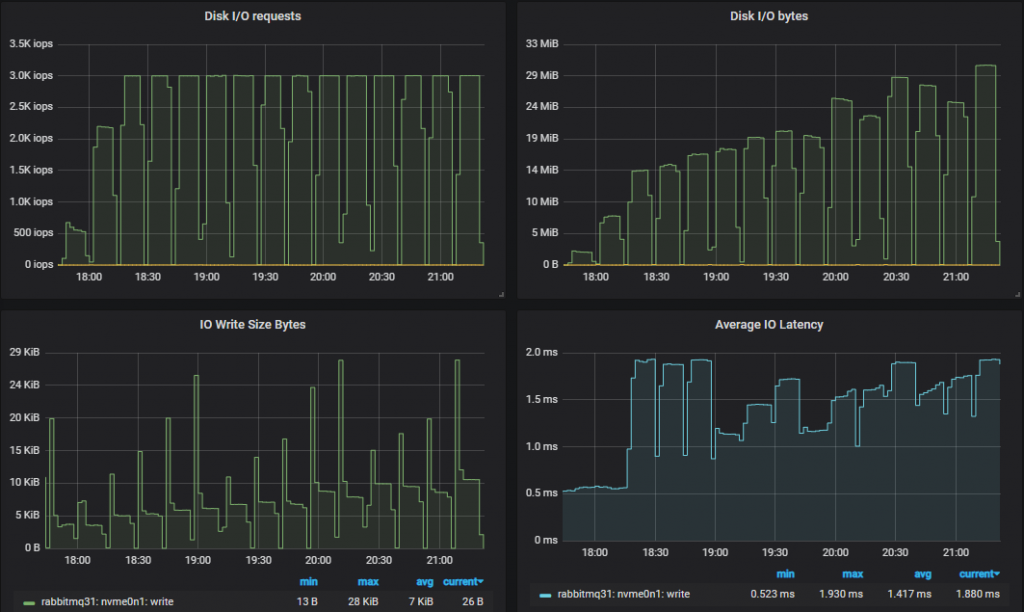 Disk I/O requests
3.5K iops
3.0K iops
2.5K iops
2.0K iops
1.5K iops
1.0K iops
500 iops
0 iops
18:00 18:30 19:00 19:30 20:00 20:30 21:00
Disk I/O bytes
33 MiB
29 MiB
24 MiB
19 MiB
14 MiB
10 MiB
5 MiB
0 B
18:00 18:30 19:00 19:30 20:00 20:30 21:00
IO Write Size Bytes
29 KiB
24 KiB
20 KiB
15 KiB
10 KiB
5 KiB
0 B
18:00 18:30 19:00 19:30 20:00 20:30 21:00
min max avg current
rabbitmq31: nvme0n1: write 13 B 28 KiB 7 KiB 26 B
Average IO Latency
2.0 ms
1.5 ms
1.0 ms
0.5 ms
0 ms
18:00 18:30 19:00 19:30 20:00 20:30 21:00
min max avg current
rabbitmq31: nvme0n1: write 0.523 ms 1.930 ms 1.417 ms 1.880 ms